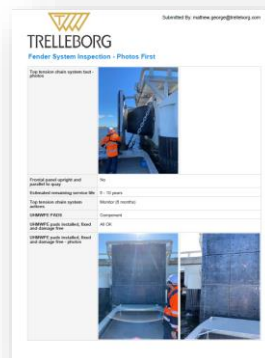 Submitted By: mathew.george@trelleborg.com
TRELLEBORG
Fender System Inspection - Photos First
Top tension chain system taut -
photos
Frontal panel upright and
parallel to quay
No
Estimated remaining service life
5 - 10 years
Top tension chain system
actions
Monitor (6 months)
UHMWPE PADS
Component
UHMWPE pads installed, fixed
and damage free
All OK
UHMWPE pads installed, fixed
and damage free - photos